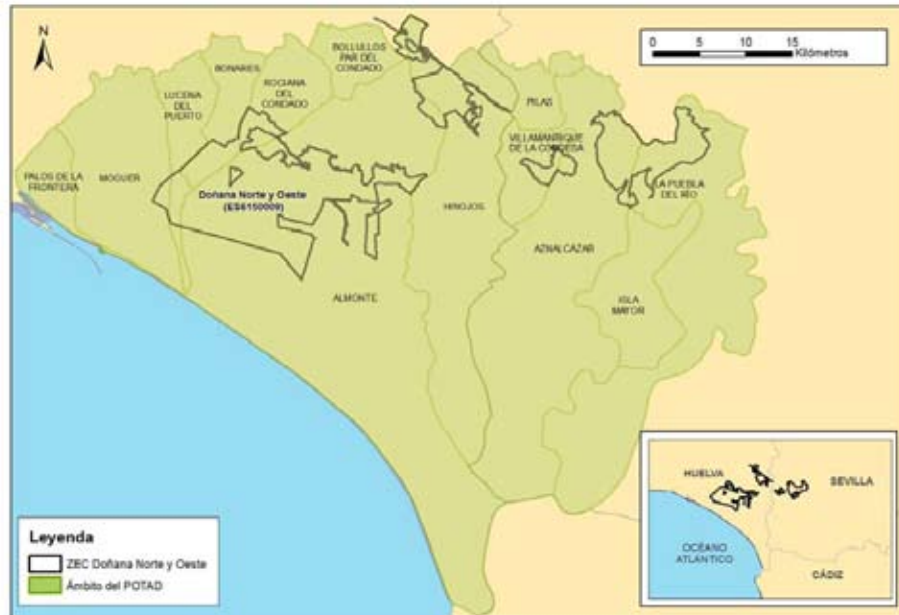 N
0 5 10 15
Kilómetros
BOLLULLOS
PAR DEL
CONDADO
BONARES
ROCIANA
DEL
CONDADO
LUCENA
DEL
PUERTO
PILAS
VILLAMANRIQUE
DE LA CONDESA
PALOS DE LA
FRONTERA
MOGUER
Doñana Norte y Oeste
(ES6150009)
HINOJOS
LA PUEBLA
DEL RÍO
AZNALCÁZAR
ALMONTE
ISLA
MAYOR
Leyenda
ZEC Doñana Norte y Oeste
Ámbito del POTAD
HUELVA
SEVILLA
OCÉANO
ATLÁNTICO
CÁDIZ